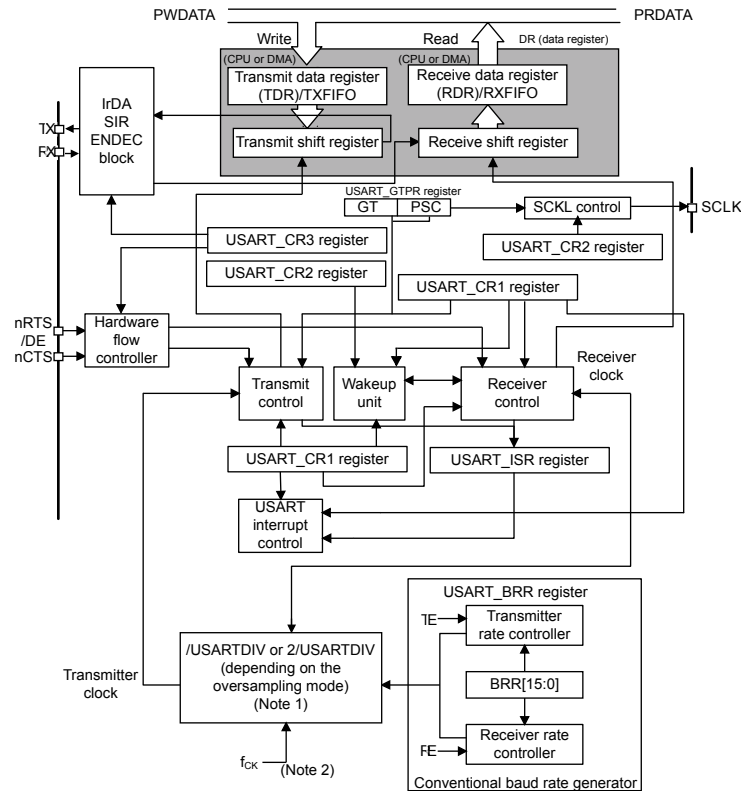 PWDATA
PRDATA
Write
Read
DR (data register)
(CPU or DMA)
(CPU or DMA)
Transmit data register
(TDR)/TXFIFO
Receive data register
(RDR)/RXFIFO
IrDA
SIR
ENDEC
block
TX
RX
Transmit shift register
Receive shift register
USART_GTPR register
GT
PSC
SCKL control
SCLK
USART_CR3 register
USART_CR2 register
USART_CR2 register
USART_CR1 register
nRTS
/DE
nCTS
Hardware
flow
controller
Transmit
control
Wakeup
unit
Receiver
control
Receiver
clock
USART_CR1 register
USART_ISR register
USART
interrupt
control
USART_BRR register
TE
Transmitter
rate controller
/USARTDIV or 2/USARTDIV
(depending on the
oversampling mode)
(Note 1)
Transmitter
clock
BRR[15:0]
RE
Receiver rate
controller
fCK
(Note 2)
Conventional baud rate generator